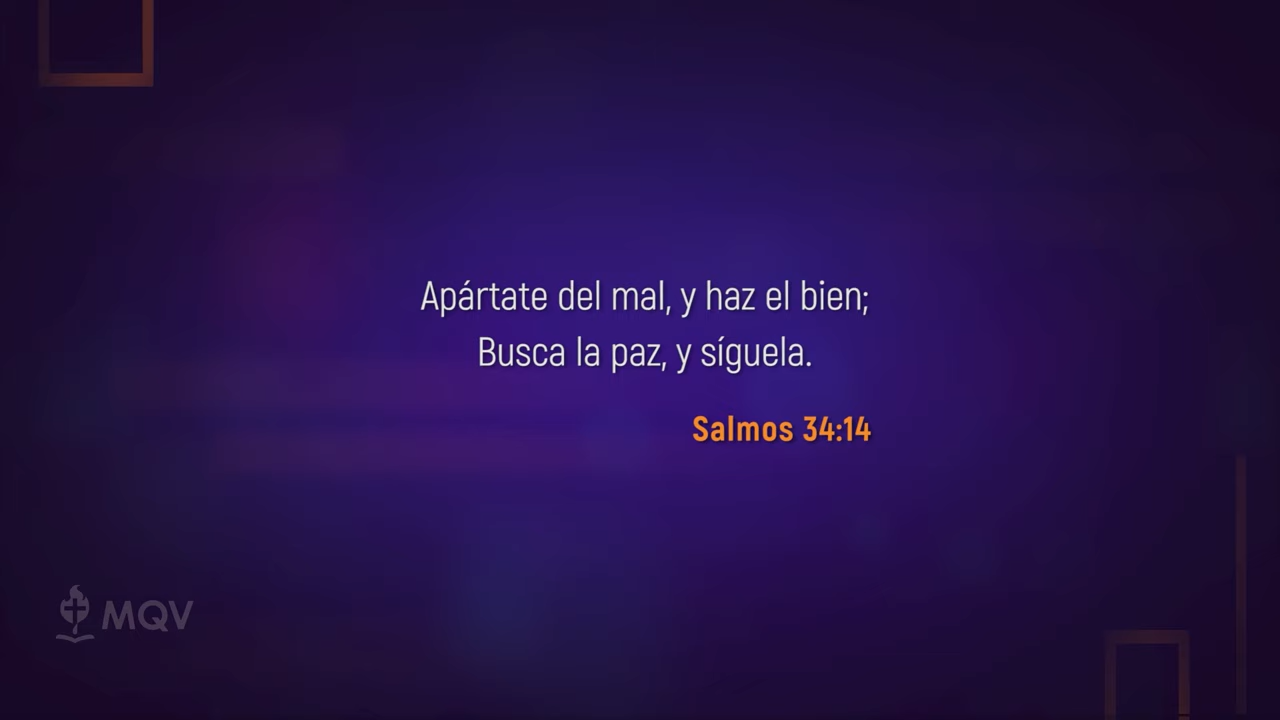 Apártate del mal, y haz el bien;
Busca la paz, y síguela.
Salmos 34:14
MQV